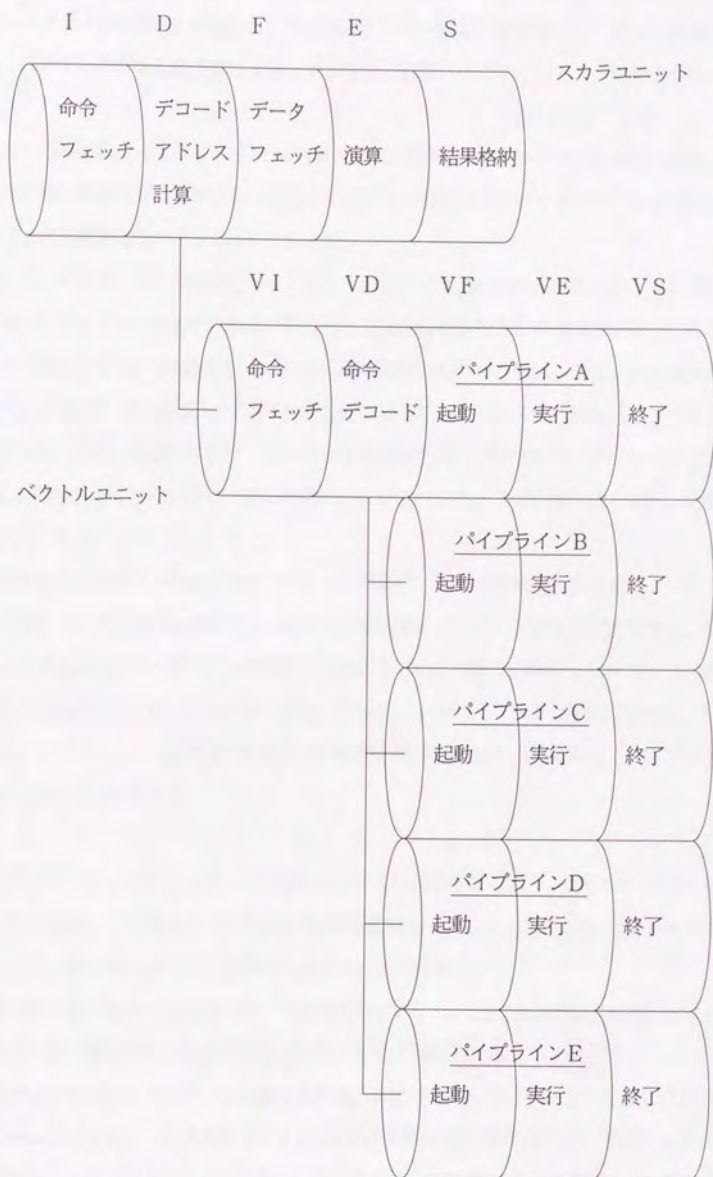 I D F E S
スカラユニット
命令 デコード データ
フェッチ アドレス フェッチ 演算 結果格納
計算
VI VD VF VE VS
命令 命令 パイプラインA
フェッチ デコード 起動 実行 終了
ベクトルユニット
パイプラインB
起動 実行 終了
パイプラインC
起動 実行 終了
パイプラインD
起動 実行 終了
パイプラインE
起動 実行 終了